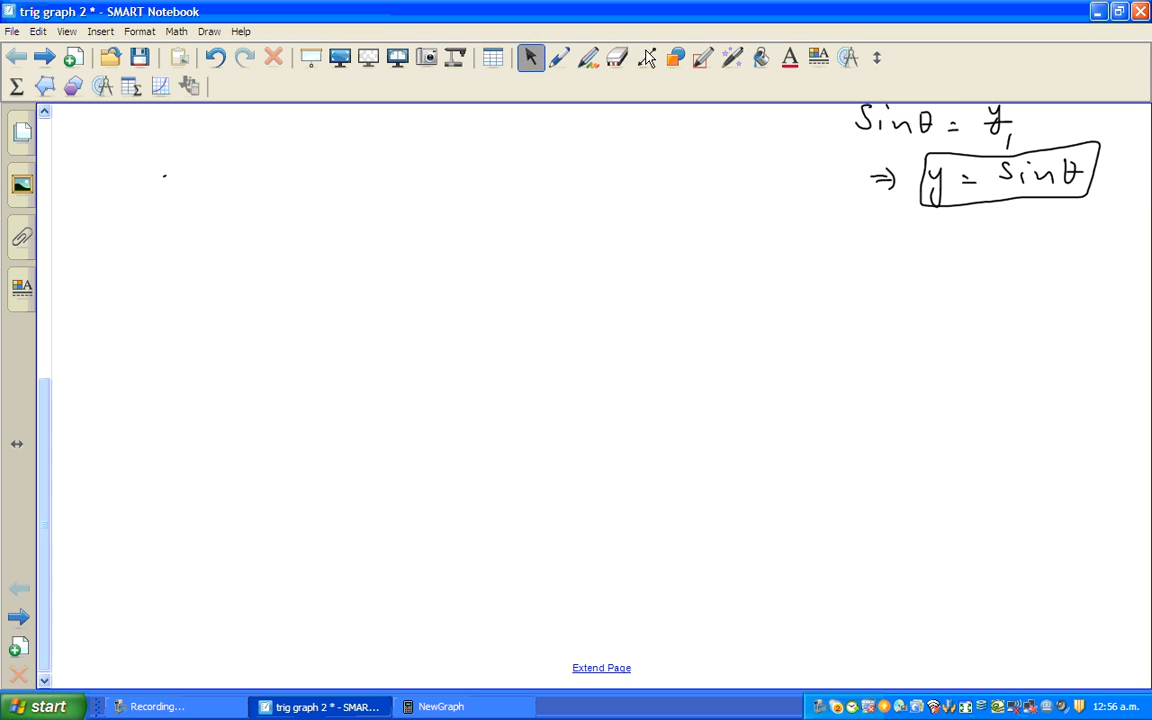 trig graph 2 * - SMART Notebook
File Edit View Insert Format Math Draw Help
sinθ = y/1
⇒ y = sinθ
Extend Page
start Recording... trig graph 2 * - SMAR... NewGraph 12:56 a.m.